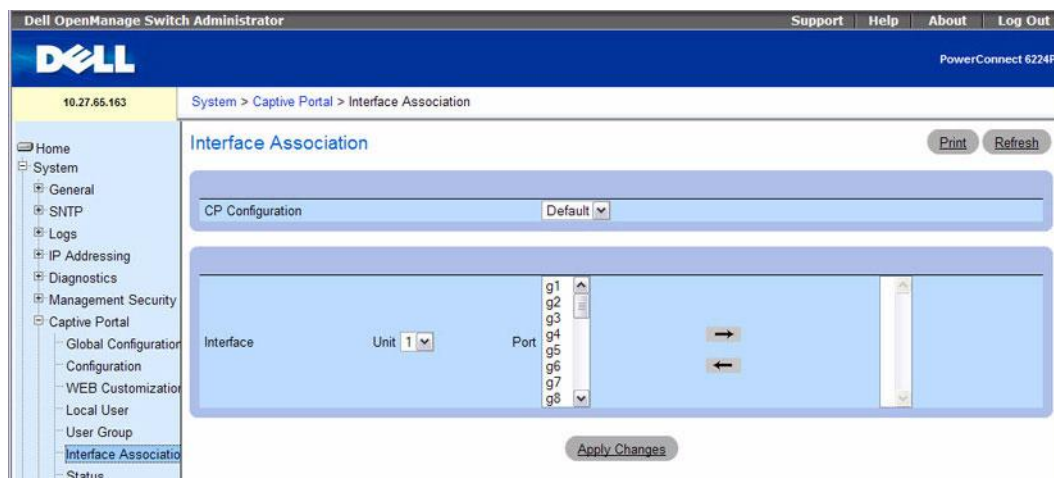 Dell OpenManage Switch Administrator Support Help About Log Out
DELL
PowerConnect 6224P
10.27.65.163
System > Captive Portal > Interface Association
Home
System
General
SNTP
Logs
IP Addressing
Diagnostics
Management Security
Captive Portal
Global Configuration
Configuration
WEB Customization
Local User
User Group
Interface Associatio
Status
Interface Association
Print Refresh
CP Configuration Default
Interface Unit 1 Port
g1
g2
g3
g4
g5
g6
g7
g8
Apply Changes